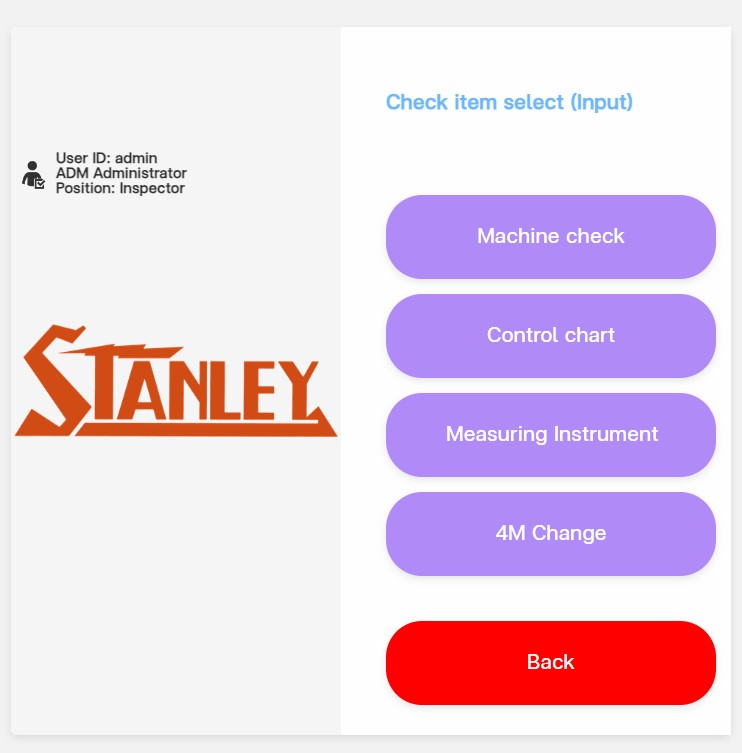 Check item select (Input)
User ID: admin
ADM Administrator
Position: Inspector
STANLEY
Machine check
Control chart
Measuring Instrument
4M Change
Back